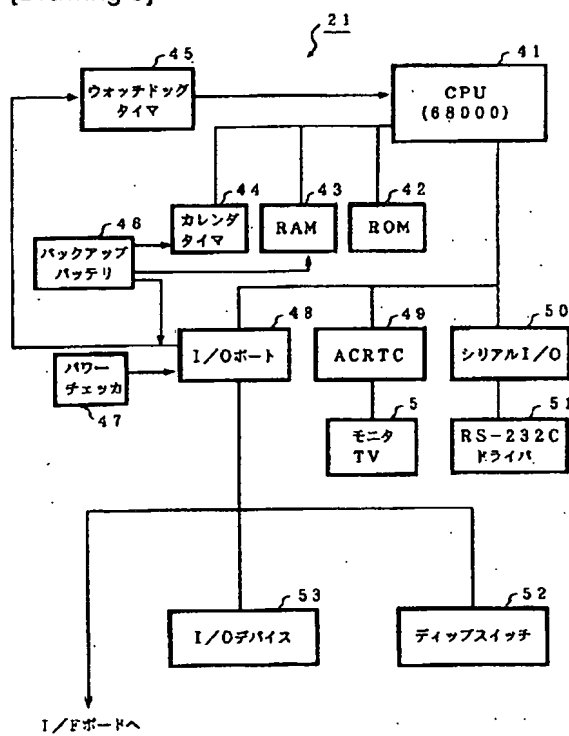 21
45
ウォッチドッグ
タイマ
41
CPU
(68000)
44
カレンダ
タイマ
43
RAM
42
ROM
46
バックアップ
バッテリ
48
I/Oポート
49
ACRTC
50
シリアルI/O
パワー
チェッカ
47
5
モニタ
TV
51
RS-232C
ドライバ
53
I/Oデバイス
52
ディップスイッチ
I/Fボードへ